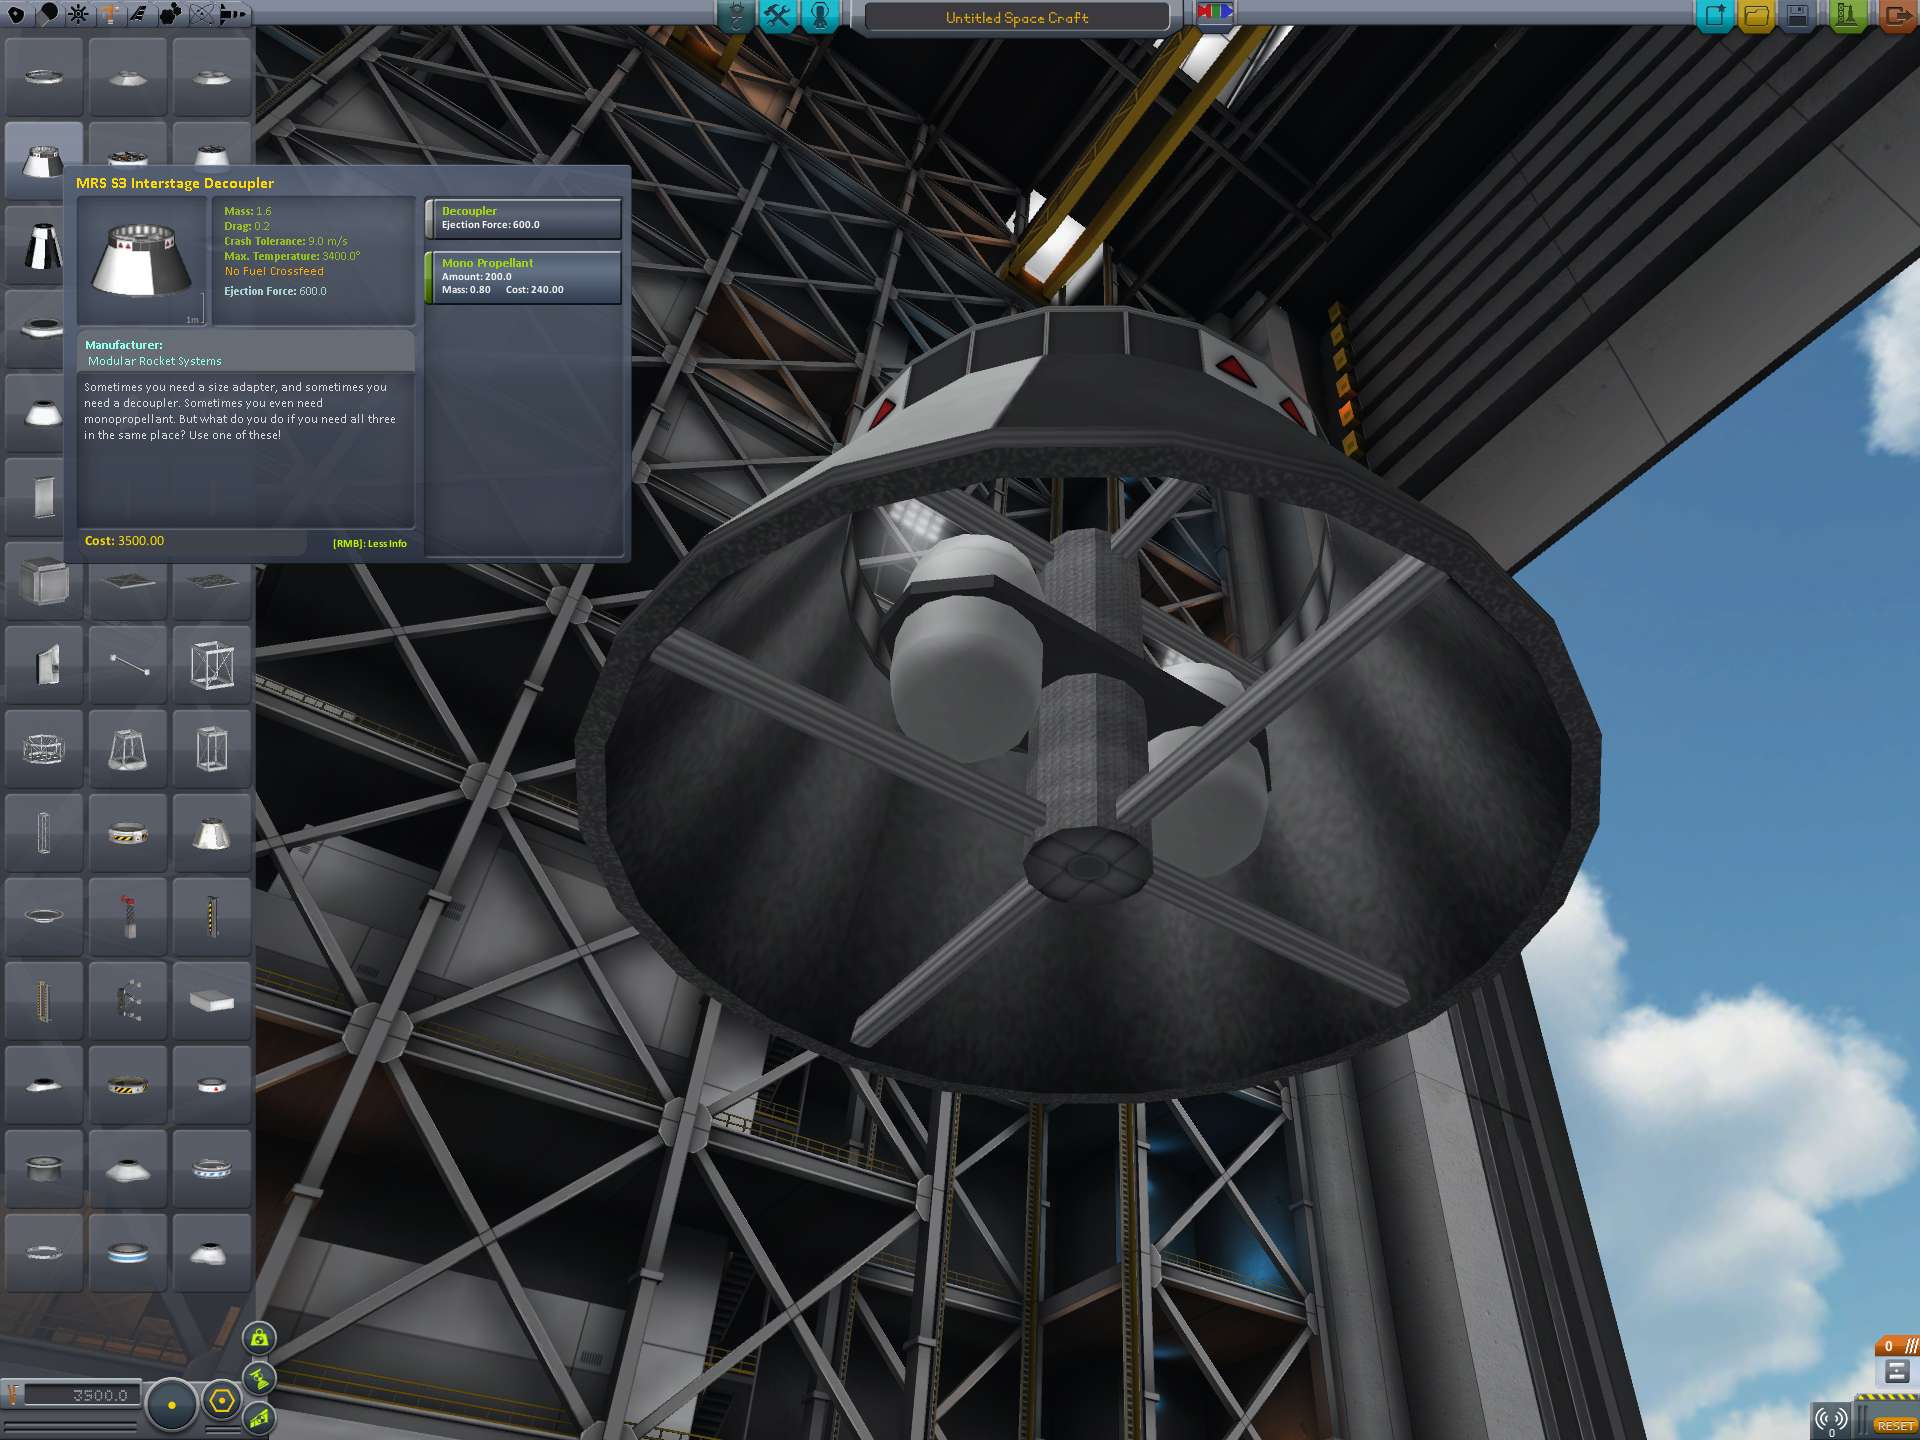 Untitled Space Craft
MRS S3 Interstage Decoupler
Mass: 1.6
Drag: 0.2
Crash Tolerance: 9.0 m/s
Max. Temperature: 3400.0°
No Fuel Crossfeed
Ejection Force: 600.0
1m
Decoupler
Ejection Force: 600.0
Mono Propellant
Amount: 200.0
Mass: 0.80 Cost: 240.00
Manufacturer:
Modular Rocket Systems
Sometimes you need a size adapter, and sometimes you
need a decoupler. Sometimes you even need
monopropellant. But what do you do if you need all three
in the same place? Use one of these!
Cost: 3500.00
[RMB]: Less Info
3500.0
0
0
RESET